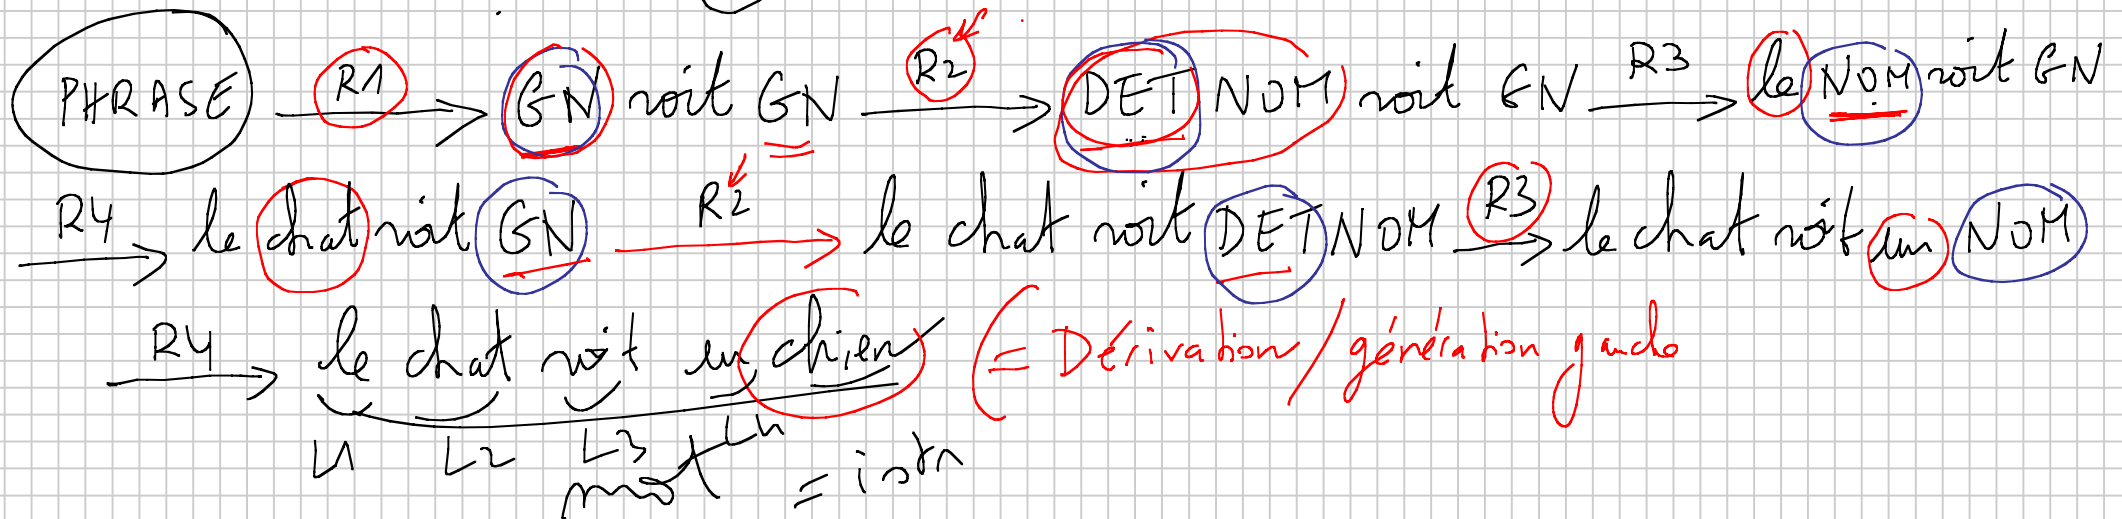 PHRASE R1 GN voit GN R2 DET NOM voit GN R3 le NOM voit GN
R4 le chat voit GN R2 le chat voit DET NOM R3 le chat voit un NOM
R4 le chat voit un chien (= Dérivation / génération gauche
L1 L2 L3 L4
mot = istr